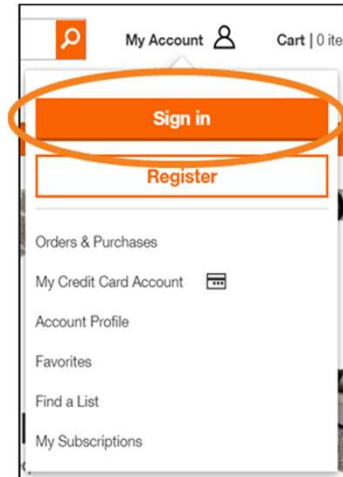 My Account Cart | 0 ite
Sign in
Register
Orders & Purchases
My Credit Card Account
Account Profile
Favorites
Find a List
My Subscriptions